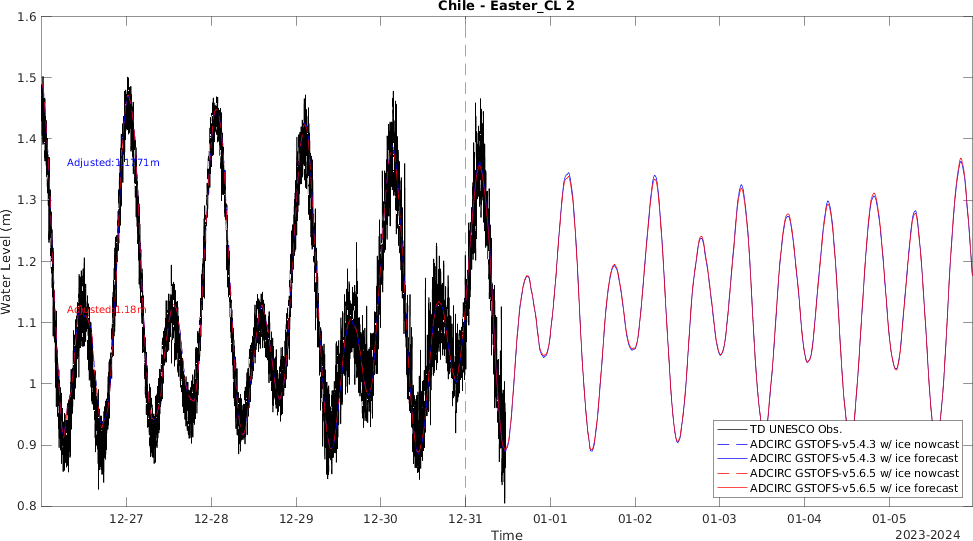 Chile - Easter_CL 2
1.6
1.5
1.4
1.3
1.2
1.1
1
0.9
0.8
Water Level (m)
Adjusted:1.1771m
Adjusted:1.18m
TD UNESCO Obs.
ADCIRC GSTOFS-v5.4.3 w/ ice nowcast
ADCIRC GSTOFS-v5.4.3 w/ ice forecast
ADCIRC GSTOFS-v5.6.5 w/ ice nowcast
ADCIRC GSTOFS-v5.6.5 w/ ice forecast
12-27 12-28 12-29 12-30 12-31 01-01 01-02 01-03 01-04 01-05
Time
2023-2024